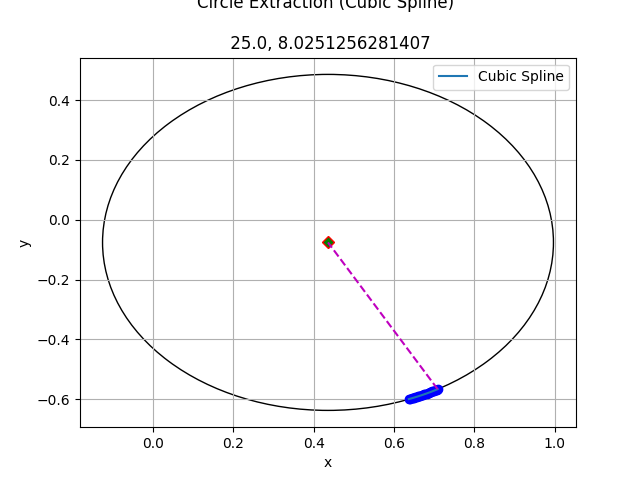 Circle Extraction (Cubic Spline)
25.0, 8.0251256281407
Cubic Spline
0.4
0.2
0.0
−0.2
−0.4
−0.6
y
0.0 0.2 0.4 0.6 0.8 1.0
x